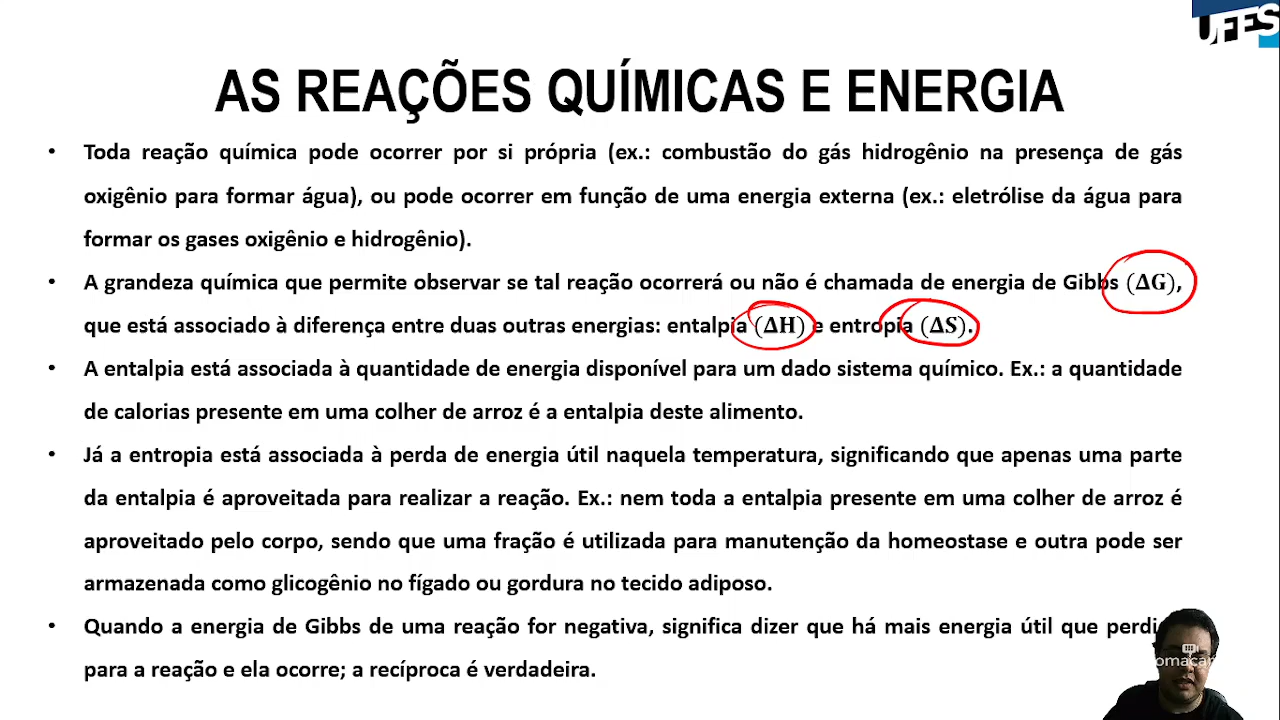 UFES
AS REAÇÕES QUÍMICAS E ENERGIA
• Toda reação química pode ocorrer por si própria (ex.: combustão do gás hidrogênio na presença de gás
oxigênio para formar água), ou pode ocorrer em função de uma energia externa (ex.: eletrólise da água para
formar os gases oxigênio e hidrogênio).
• A grandeza química que permite observar se tal reação ocorrerá ou não é chamada de energia de Gibbs (ΔG),
que está associado à diferença entre duas outras energias: entalpia (ΔH) e entropia (ΔS).
• A entalpia está associada à quantidade de energia disponível para um dado sistema químico. Ex.: a quantidade
de calorias presente em uma colher de arroz é a entalpia deste alimento.
• Já a entropia está associada à perda de energia útil naquela temperatura, significando que apenas uma parte
da entalpia é aproveitada para realizar a reação. Ex.: nem toda a entalpia presente em uma colher de arroz é
aproveitado pelo corpo, sendo que uma fração é utilizada para manutenção da homeostase e outra pode ser
armazenada como glicogênio no fígado ou gordura no tecido adiposo.
• Quando a energia de Gibbs de uma reação for negativa, significa dizer que há mais energia útil que
para a reação e ela ocorre; a recíproca é verdadeira.